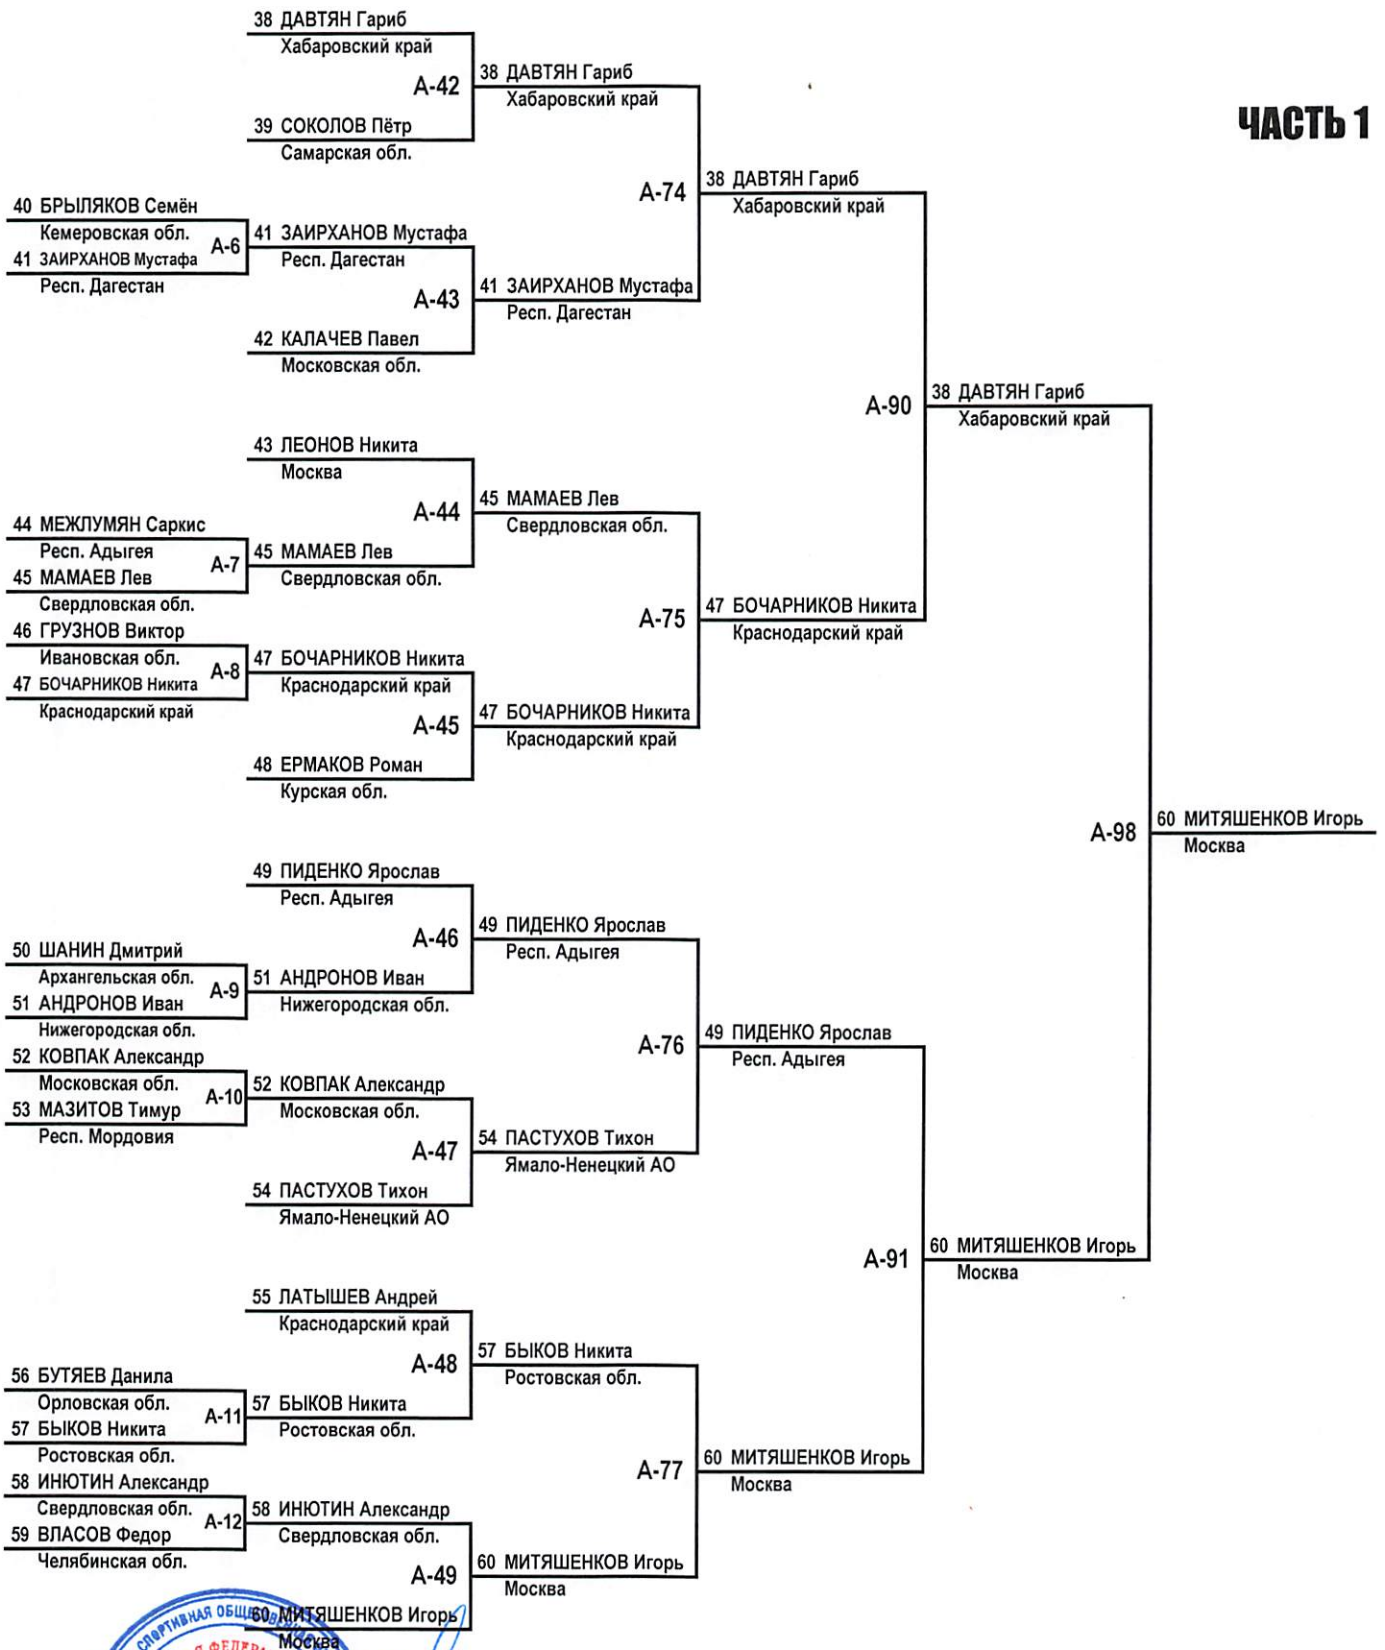 ЧАСТЬ 1
38 ДАВТЯН Гариб
Хабаровский край
А-42
39 СОКОЛОВ Пётр
Самарская обл.
38 ДАВТЯН Гариб
Хабаровский край
А-74
40 БРЫЛЯКОВ Семён
Кемеровская обл.
А-6
41 ЗАИРХАНОВ Мустафа
Респ. Дагестан
41 ЗАИРХАНОВ Мустафа
Респ. Дагестан
А-43
42 КАЛАЧЕВ Павел
Московская обл.
41 ЗАИРХАНОВ Мустафа
Респ. Дагестан
38 ДАВТЯН Гариб
Хабаровский край
А-90
43 ЛЕОНОВ Никита
Москва
А-44
44 МЕЖЛУМЯН Саркис
Респ. Адыгея
А-7
45 МАМАЕВ Лев
Свердловская обл.
45 МАМАЕВ Лев
Свердловская обл.
45 МАМАЕВ Лев
Свердловская обл.
А-75
46 ГРУЗНОВ Виктор
Ивановская обл.
А-8
47 БОЧАРНИКОВ Никита
Краснодарский край
47 БОЧАРНИКОВ Никита
Краснодарский край
А-45
48 ЕРМАКОВ Роман
Курская обл.
47 БОЧАРНИКОВ Никита
Краснодарский край
47 БОЧАРНИКОВ Никита
Краснодарский край
38 ДАВТЯН Гариб
Хабаровский край
А-98
60 МИТЯШЕНКОВ Игорь
Москва
49 ПИДЕНКО Ярослав
Респ. Адыгея
А-46
50 ШАНИН Дмитрий
Архангельская обл.
А-9
51 АНДРОНОВ Иван
Нижегородская обл.
51 АНДРОНОВ Иван
Нижегородская обл.
49 ПИДЕНКО Ярослав
Респ. Адыгея
А-76
52 КОВПАК Александр
Московская обл.
А-10
53 МАЗИТОВ Тимур
Респ. Мордовия
52 КОВПАК Александр
Московская обл.
А-47
54 ПАСТУХОВ Тихон
Ямало-Ненецкий АО
54 ПАСТУХОВ Тихон
Ямало-Ненецкий АО
49 ПИДЕНКО Ярослав
Респ. Адыгея
А-91
60 МИТЯШЕНКОВ Игорь
Москва
55 ЛАТЫШЕВ Андрей
Краснодарский край
А-48
56 БУТЯЕВ Данила
Орловская обл.
А-11
57 БЫКОВ Никита
Ростовская обл.
57 БЫКОВ Никита
Ростовская обл.
57 БЫКОВ Никита
Ростовская обл.
А-77
60 МИТЯШЕНКОВ Игорь
Москва
58 ИНЮТИН Александр
Свердловская обл.
А-12
59 ВЛАСОВ Федор
Челябинская обл.
58 ИНЮТИН Александр
Свердловская обл.
А-49
60 МИТЯШЕНКОВ Игорь
Москва
60 МИТЯШЕНКОВ Игорь
Москва
СПОРТИВНАЯ